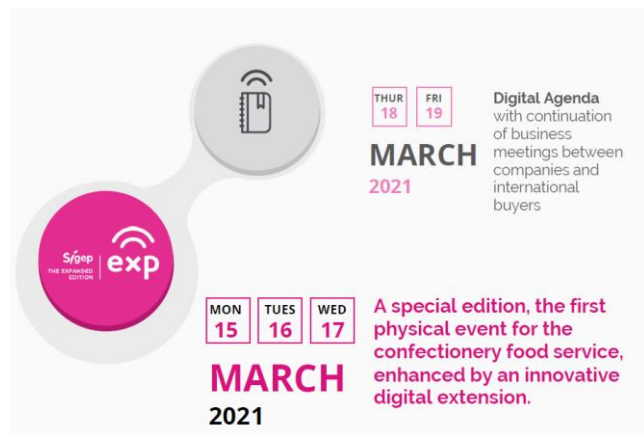 THUR 18
FRI 19
MARCH
2021
Digital Agenda
with continuation
of business
meetings between
companies and
international
buyers
Sigep
THE EXPANDED
EDITION
exp
MON 15
TUES 16
WED 17
MARCH
2021
A special edition, the first
physical event for the
confectionery food service,
enhanced by an innovative
digital extension.